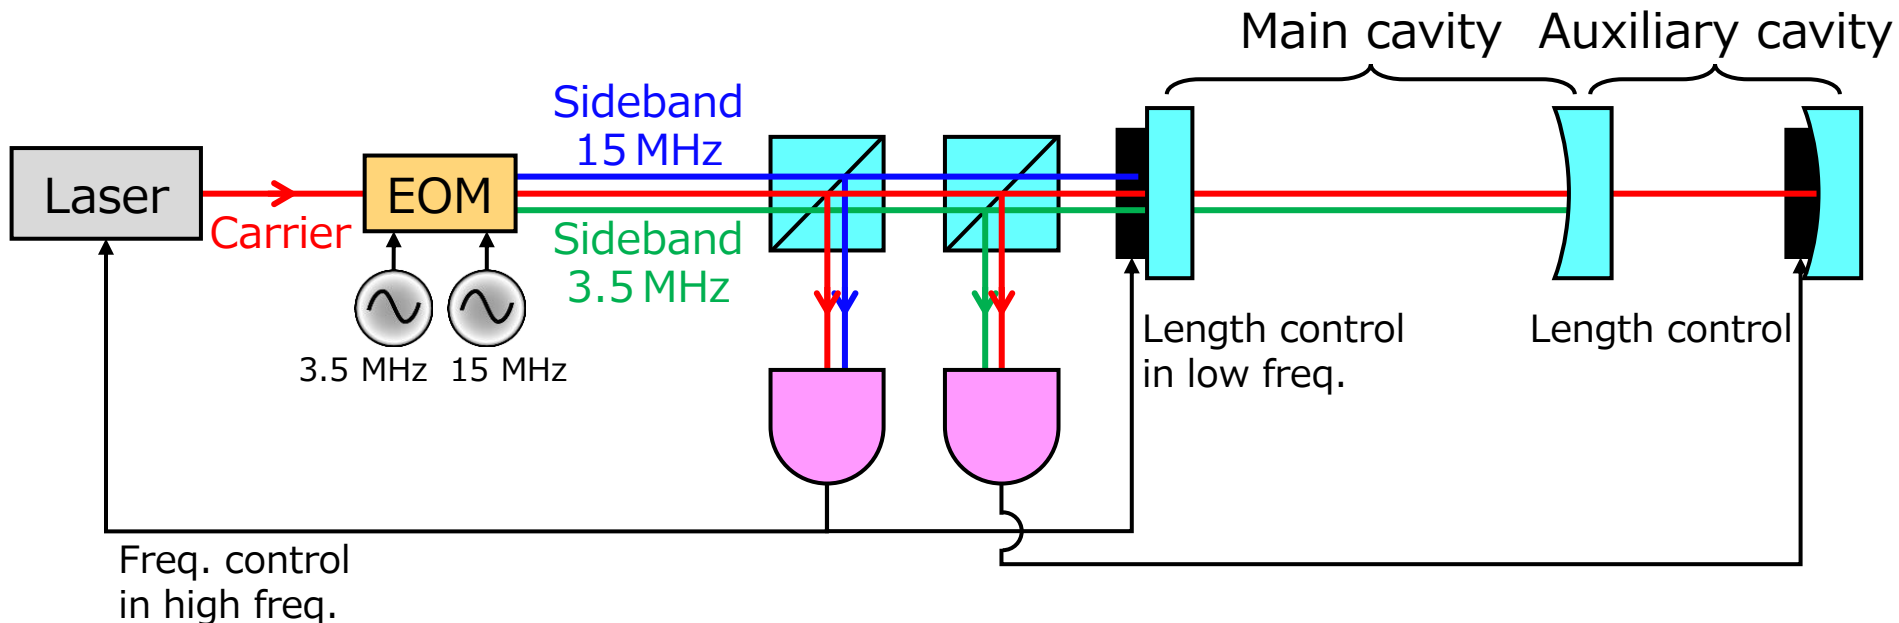 Main cavity
Auxiliary cavity
Sideband
15 MHz
Laser
EOM
Carrier
Sideband
3.5 MHz
3.5 MHz
15 MHz
Length control
in low freq.
Length control
Freq. control
in high freq.